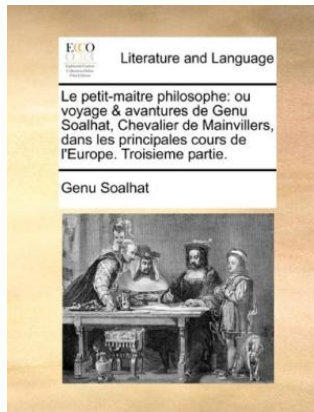 ECCO
Literature and Language
Le petit-maitre philosophe: ou
voyage & avantures de Genu
Soalhat, Chevalier de Mainvillers,
dans les principales cours de
l'Europe. Troisieme partie.
Genu Soalhat